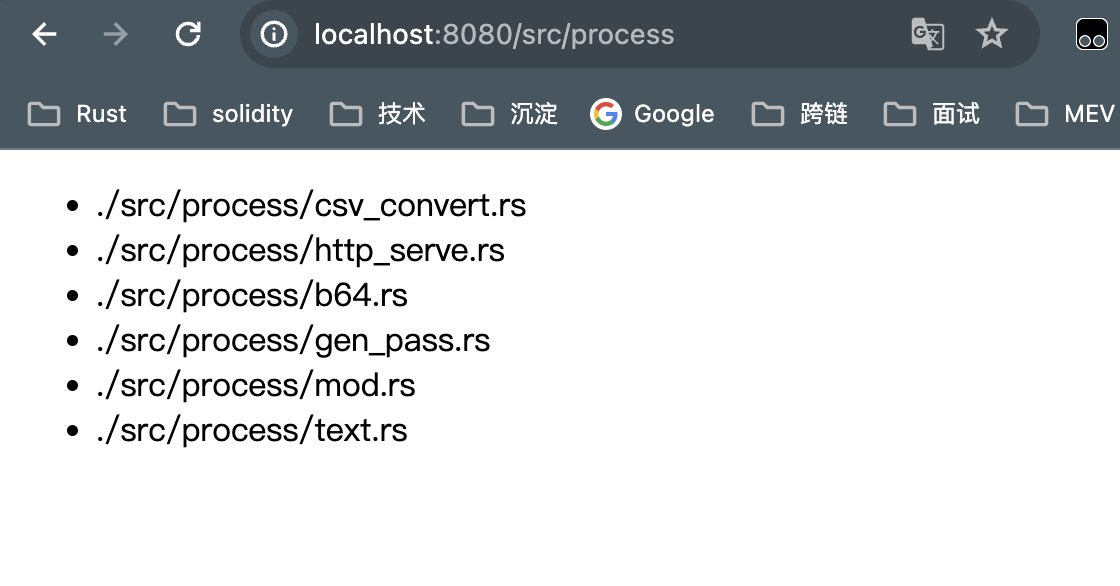 localhost:8080/src/process
Rust solidity 技术 沉淀 Google 跨链 面试 MEV
• ./src/process/csv_convert.rs
• ./src/process/http_serve.rs
• ./src/process/b64.rs
• ./src/process/gen_pass.rs
• ./src/process/mod.rs
• ./src/process/text.rs